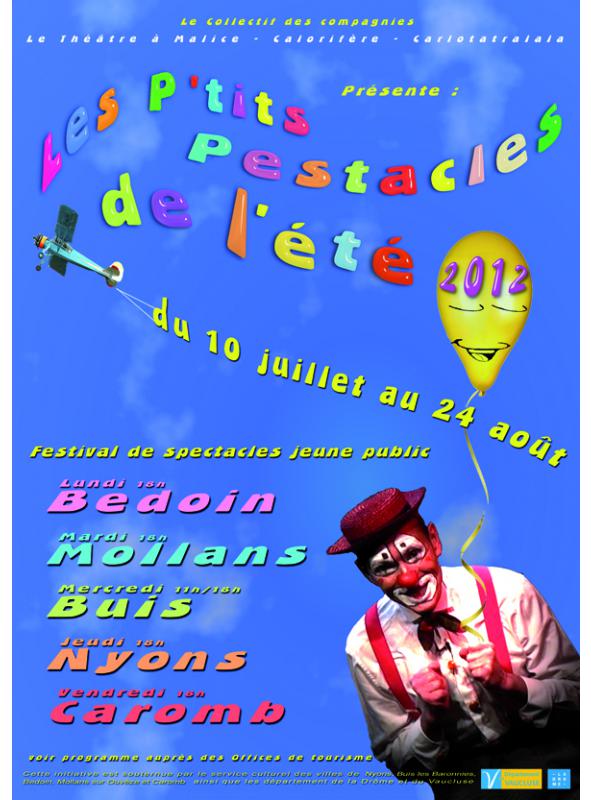 Le Collectif des compagnies
Le Théâtre à Malice - Calorifère - Carlotatralala
Présente :
Les P'tits
Pestacles
de l'été
2012
du 10 juillet au 24 août
Festival de spectacles jeune public
Lundi 18h
Bedoin
Mardi 18h
Mollans
Mercredi 11h/18h
Buis
Jeudi 18h
Nyons
Vendredi 18h
Caromb
voir programme auprès des Offices de tourisme
Cette initiative est soutenue par le service culturel des villes de Nyons, Buis les Baronnies,
Bedoin, Mollans sur Ouvèze et Caromb ainsi que les département de la Drôme et du Vaucluse
Département
VAUCLUSE